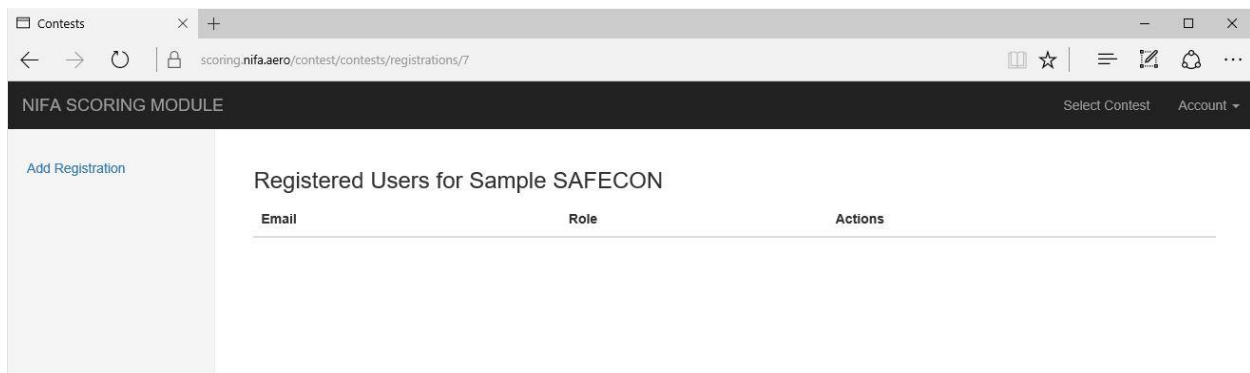 Contests
scoring.nifa.aero/contest/contests/registrations/7
NIFA SCORING MODULE
Select Contest
Account
Add Registration
Registered Users for Sample SAFECON
Email Role Actions